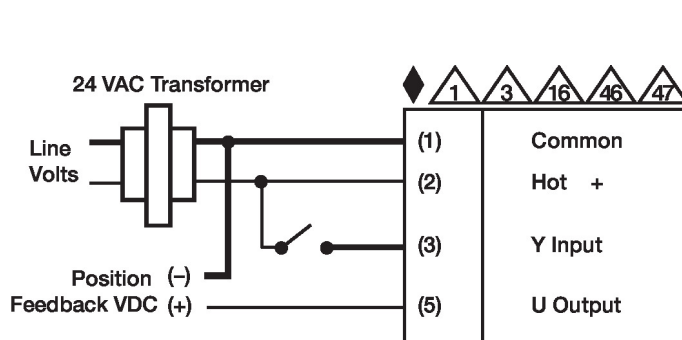 24 VAC Transformer
1 3 16 46 47
Line
Volts
(1) Common
(2) Hot +
(3) Y Input
Position (–)
Feedback VDC (+)
(5) U Output